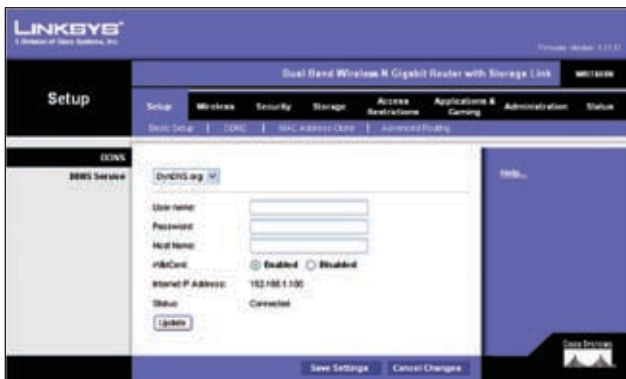 LINKSYS®
A Division of Cisco Systems, Inc.
Firmware Version:
Dual Band Wireless-N Gigabit Router with Storage Link
WRT600N
Setup
Setup Wireless Security Storage Access Restrictions Applications & Gaming Administration Status
Basic Setup | DDNS | MAC Address Clone | Advanced Routing
DDNS
DDNS Service
DynDNS.org
User name:
Password:
Host Name:
Enabled Disabled
Internet IP Address: 192.168.1.100
Status: Connected
Update
Help...
Save Settings Cancel Changes
Cisco Systems